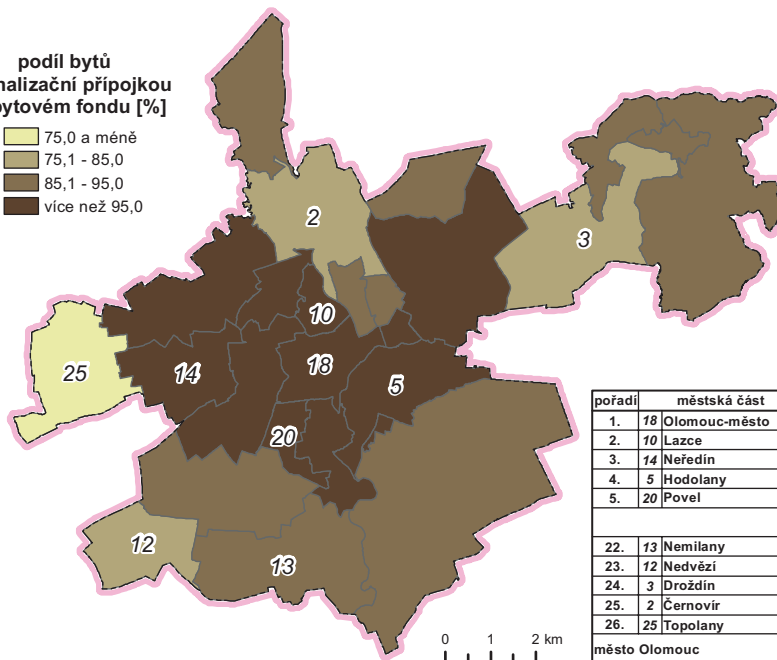 podíl bytů
nalizační přípojkou
bytovém fondu [%]
75,0 a méně
75,1 - 85,0
85,1 - 95,0
více než 95,0
2
3
10
18
14
25
5
20
12
13
0 1 2 km
pořadí městská část
1. 18 Olomouc-město
2. 10 Lazce
3. 14 Neředín
4. 5 Hodolany
5. 20 Povel
22. 13 Nemilany
23. 12 Nedvězí
24. 3 Droždín
25. 2 Černovír
26. 25 Topolany
město Olomouc